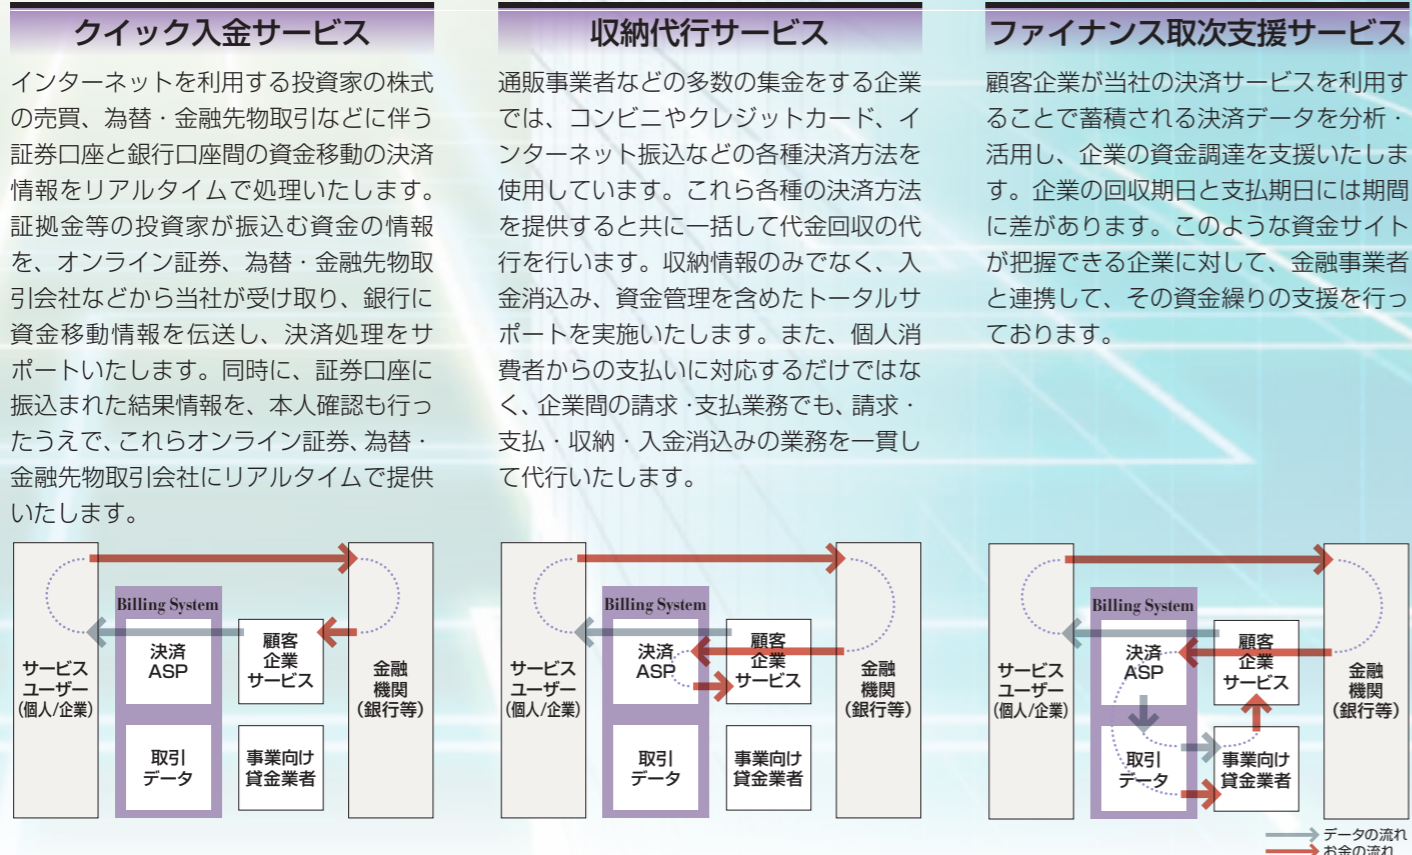 クイック入金サービス
インターネットを利用する投資家の株式
の売買、為替・金融先物取引などに伴う
証券口座と銀行口座間の資金移動の決済
情報をリアルタイムで処理いたします。
証拠金等の投資家が振込む資金の情報
を、オンライン証券、為替・金融先物取
引会社などから当社が受け取り、銀行に
資金移動情報を伝送し、決済処理をサ
ポートいたします。同時に、証券口座に
振込まれた結果情報を、本人確認も行っ
たうえで、これらオンライン証券、為替・
金融先物取引会社にリアルタイムで提供
いたします。
サービス
ユーザー
(個人/企業)
Billing System
決済
ASP
取引
データ
顧客
企業
サービス
事業向け
貸金業者
金融
機関
(銀行等)
収納代行サービス
通販事業者などの多数の集金をする企業
では、コンビニやクレジットカード、イ
ンターネット振込などの各種決済方法を
使用しています。これら各種の決済方法
を提供すると共に一括して代金回収の代
行を行います。収納情報のみでなく、入
金消込み、資金管理を含めたトータルサ
ポートを実施いたします。また、個人消
費者からの支払いに対応するだけではな
く、企業間の請求・支払業務でも、請求・
支払・収納・入金消込みの業務を一貫し
て代行いたします。
サービス
ユーザー
(個人/企業)
Billing System
決済
ASP
取引
データ
顧客
企業
サービス
事業向け
貸金業者
金融
機関
(銀行等)
ファイナンス取次支援サービス
顧客企業が当社の決済サービスを利用す
ることで蓄積される決済データを分析・
活用し、企業の資金調達を支援いたしま
す。企業の回収期日と支払期日には期間
に差があります。このような資金サイト
が把握できる企業に対して、金融事業者
と連携して、その資金繰りの支援を行っ
ております。
サービス
ユーザー
(個人/企業)
Billing System
決済
ASP
取引
データ
顧客
企業
サービス
事業向け
貸金業者
金融
機関
(銀行等)
データの流れ
お金の流れ